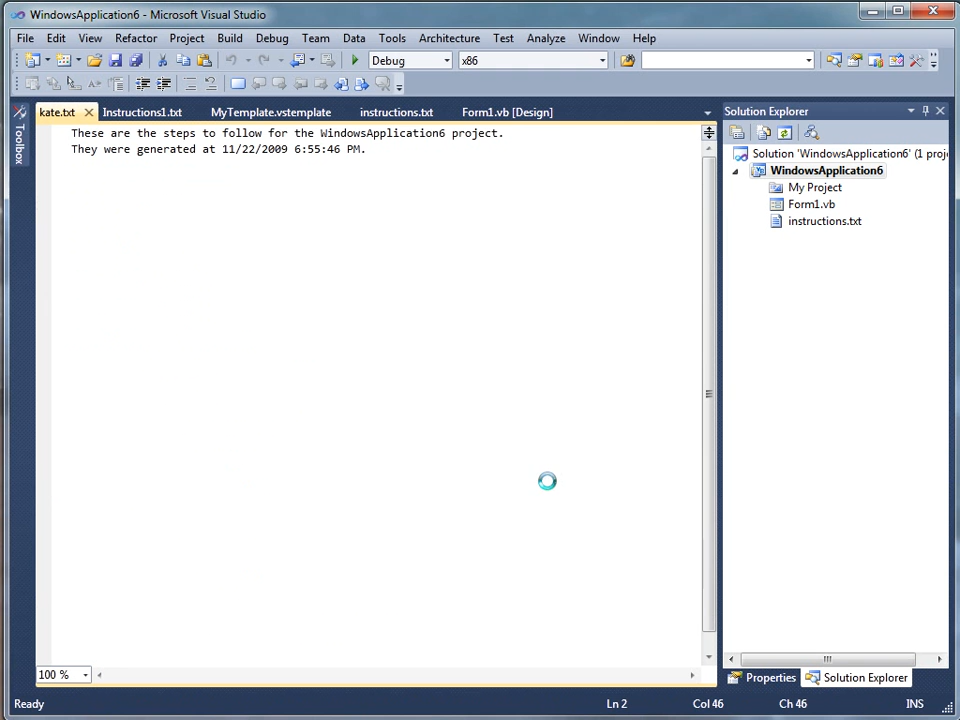 WindowsApplication6 - Microsoft Visual Studio
File Edit View Refactor Project Build Debug Team Data Tools Architecture Test Analyze Window Help
Debug x86
kate.txt Instructions1.txt MyTemplate.vstemplate instructions.txt Form1.vb [Design]
Solution Explorer
Toolbox
These are the steps to follow for the WindowsApplication6 project.
They were generated at 11/22/2009 6:55:46 PM.
Solution 'WindowsApplication6' (1 proje
WindowsApplication6
My Project
Form1.vb
instructions.txt
100 %
Properties Solution Explorer
Ready Ln 2 Col 46 Ch 46 INS